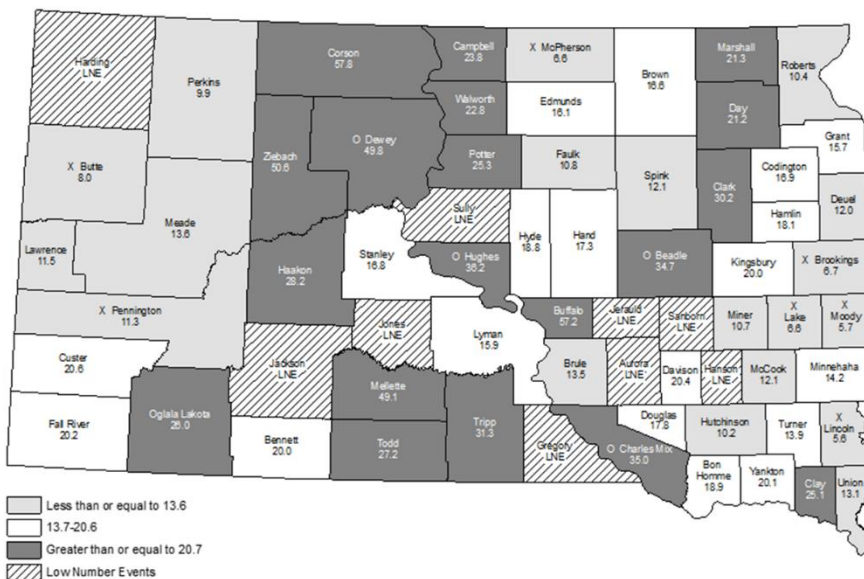 Harding
LNE
Perkins
9.9
Corson
57.8
Campbell
23.8
X McPherson
6.6
Brown
16.6
Marshall
21.3
Roberts
10.4
Walworth
22.8
Edmunds
16.1
Day
21.2
X Butte
8.0
Ziebach
50.6
O Dewey
49.8
Potter
25.3
Faulk
10.8
Spink
12.1
Clark
30.2
Codington
16.9
Grant
15.7
Deuel
12.0
Hamlin
18.1
Meade
13.6
Lawrence
11.5
Sully
LNE
Hyde
18.8
Hand
17.3
Stanley
16.8
O Hughes
36.2
O Beadle
34.7
Kingsbury
20.0
X Brookings
6.7
Haakon
28.2
X Pennington
11.3
Jones
LNE
Lyman
15.9
Buffalo
57.2
Jerauld
LNE
Sanborn
LNE
Miner
10.7
X
Lake
6.6
X
Moody
5.7
Jackson
LNE
Custer
20.6
Brule
13.5
Aurora
LNE
Davison
20.4
Hanson
LNE
McCook
12.1
Minnehaha
14.2
Fall River
20.2
Oglala Lakota
26.0
Bennett
20.0
Mellette
49.1
Todd
27.2
Tripp
31.3
Gregory
LNE
O Charles Mix
35.0
Douglas
17.8
Hutchinson
10.2
Turner
13.9
X
Lincoln
5.6
Bon
Homme
18.9
Yankton
20.1
Clay
25.1
Union
13.1
Less than or equal to 13.6
13.7-20.6
Greater than or equal to 20.7
Low Number Events